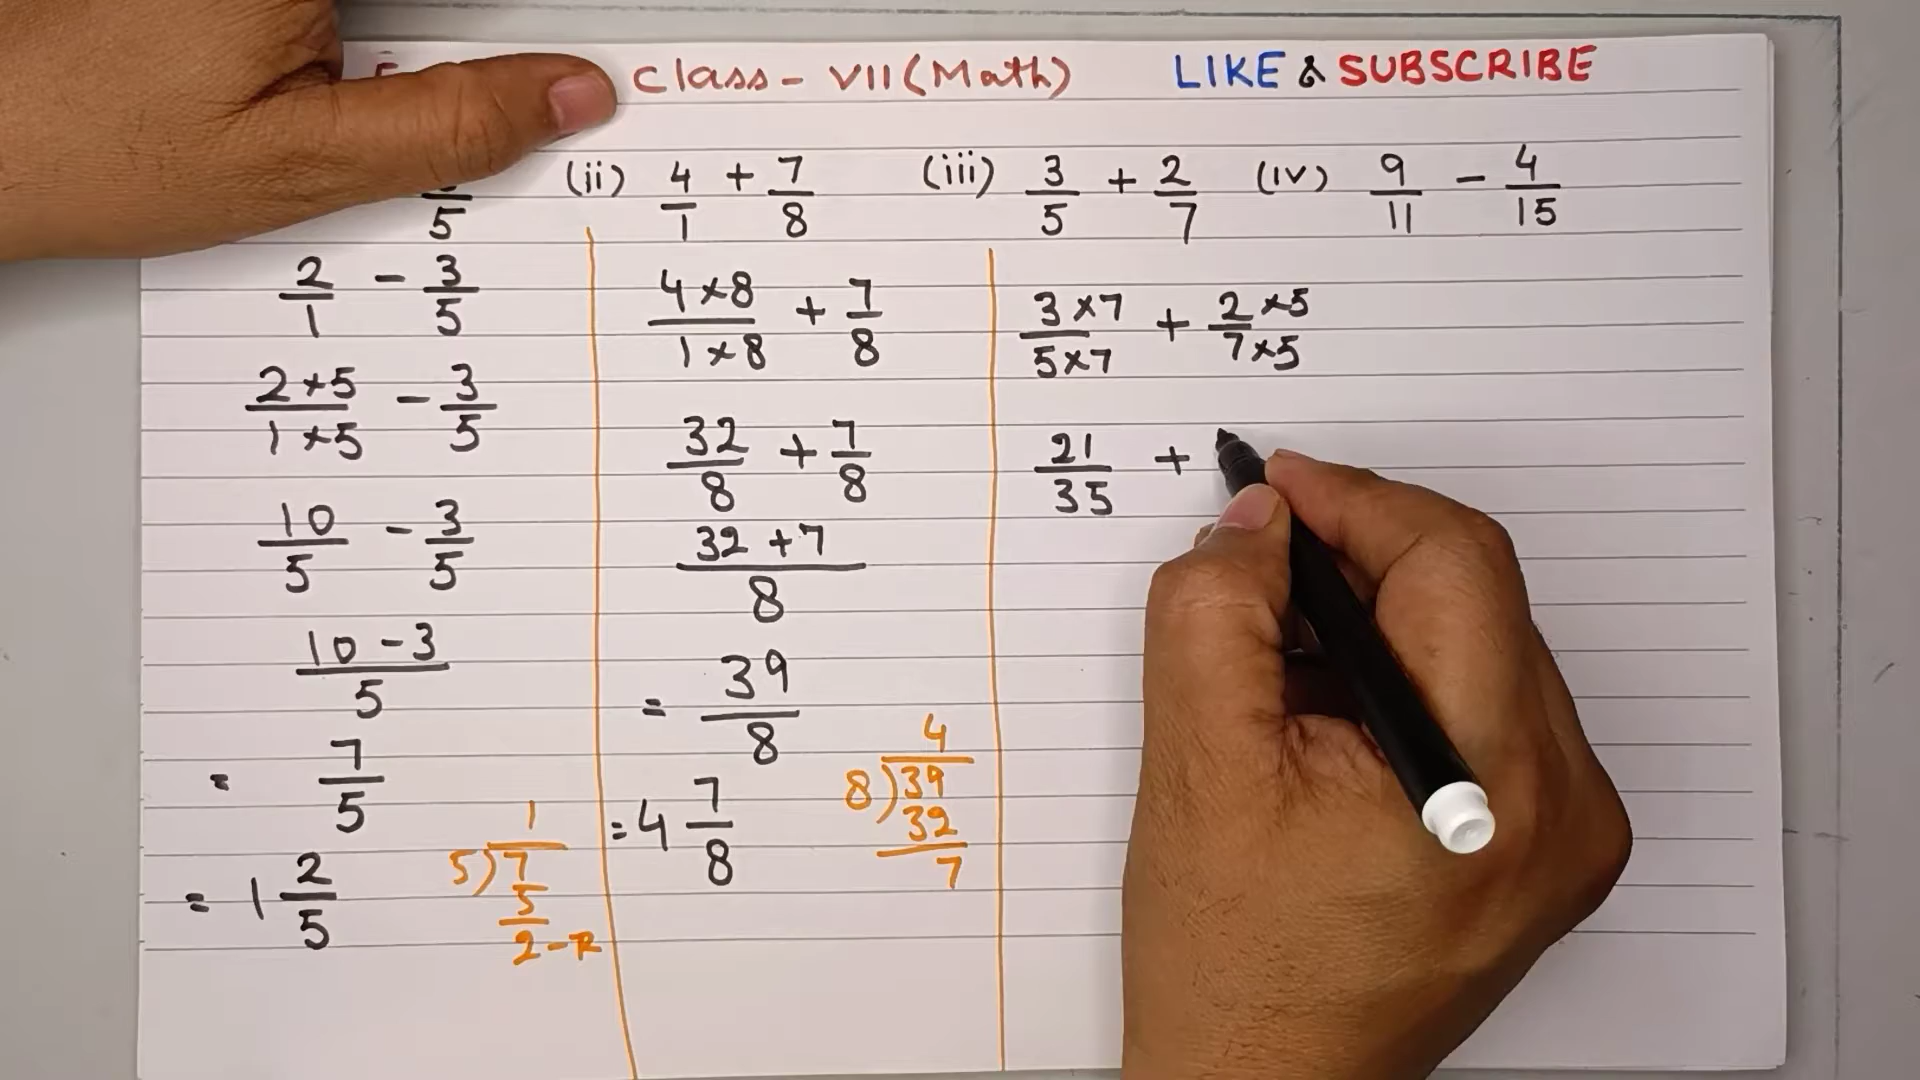 Class - VII (Math) LIKE & SUBSCRIBE
5 (ii) 4/1 + 7/8 (iii) 3/5 + 2/7 (iv) 9/11 - 4/15
2/1 - 3/5
2×5/1×5 - 3/5
10/5 - 3/5
10-3/5
= 7/5
= 1 2/5
1
5)7
5
2-R
4×8/1×8 + 7/8
32/8 + 7/8
32+7/8
= 39/8
= 4 7/8
4
8)39
32
7
3×7/5×7 + 2×5/7×5
21/35 +